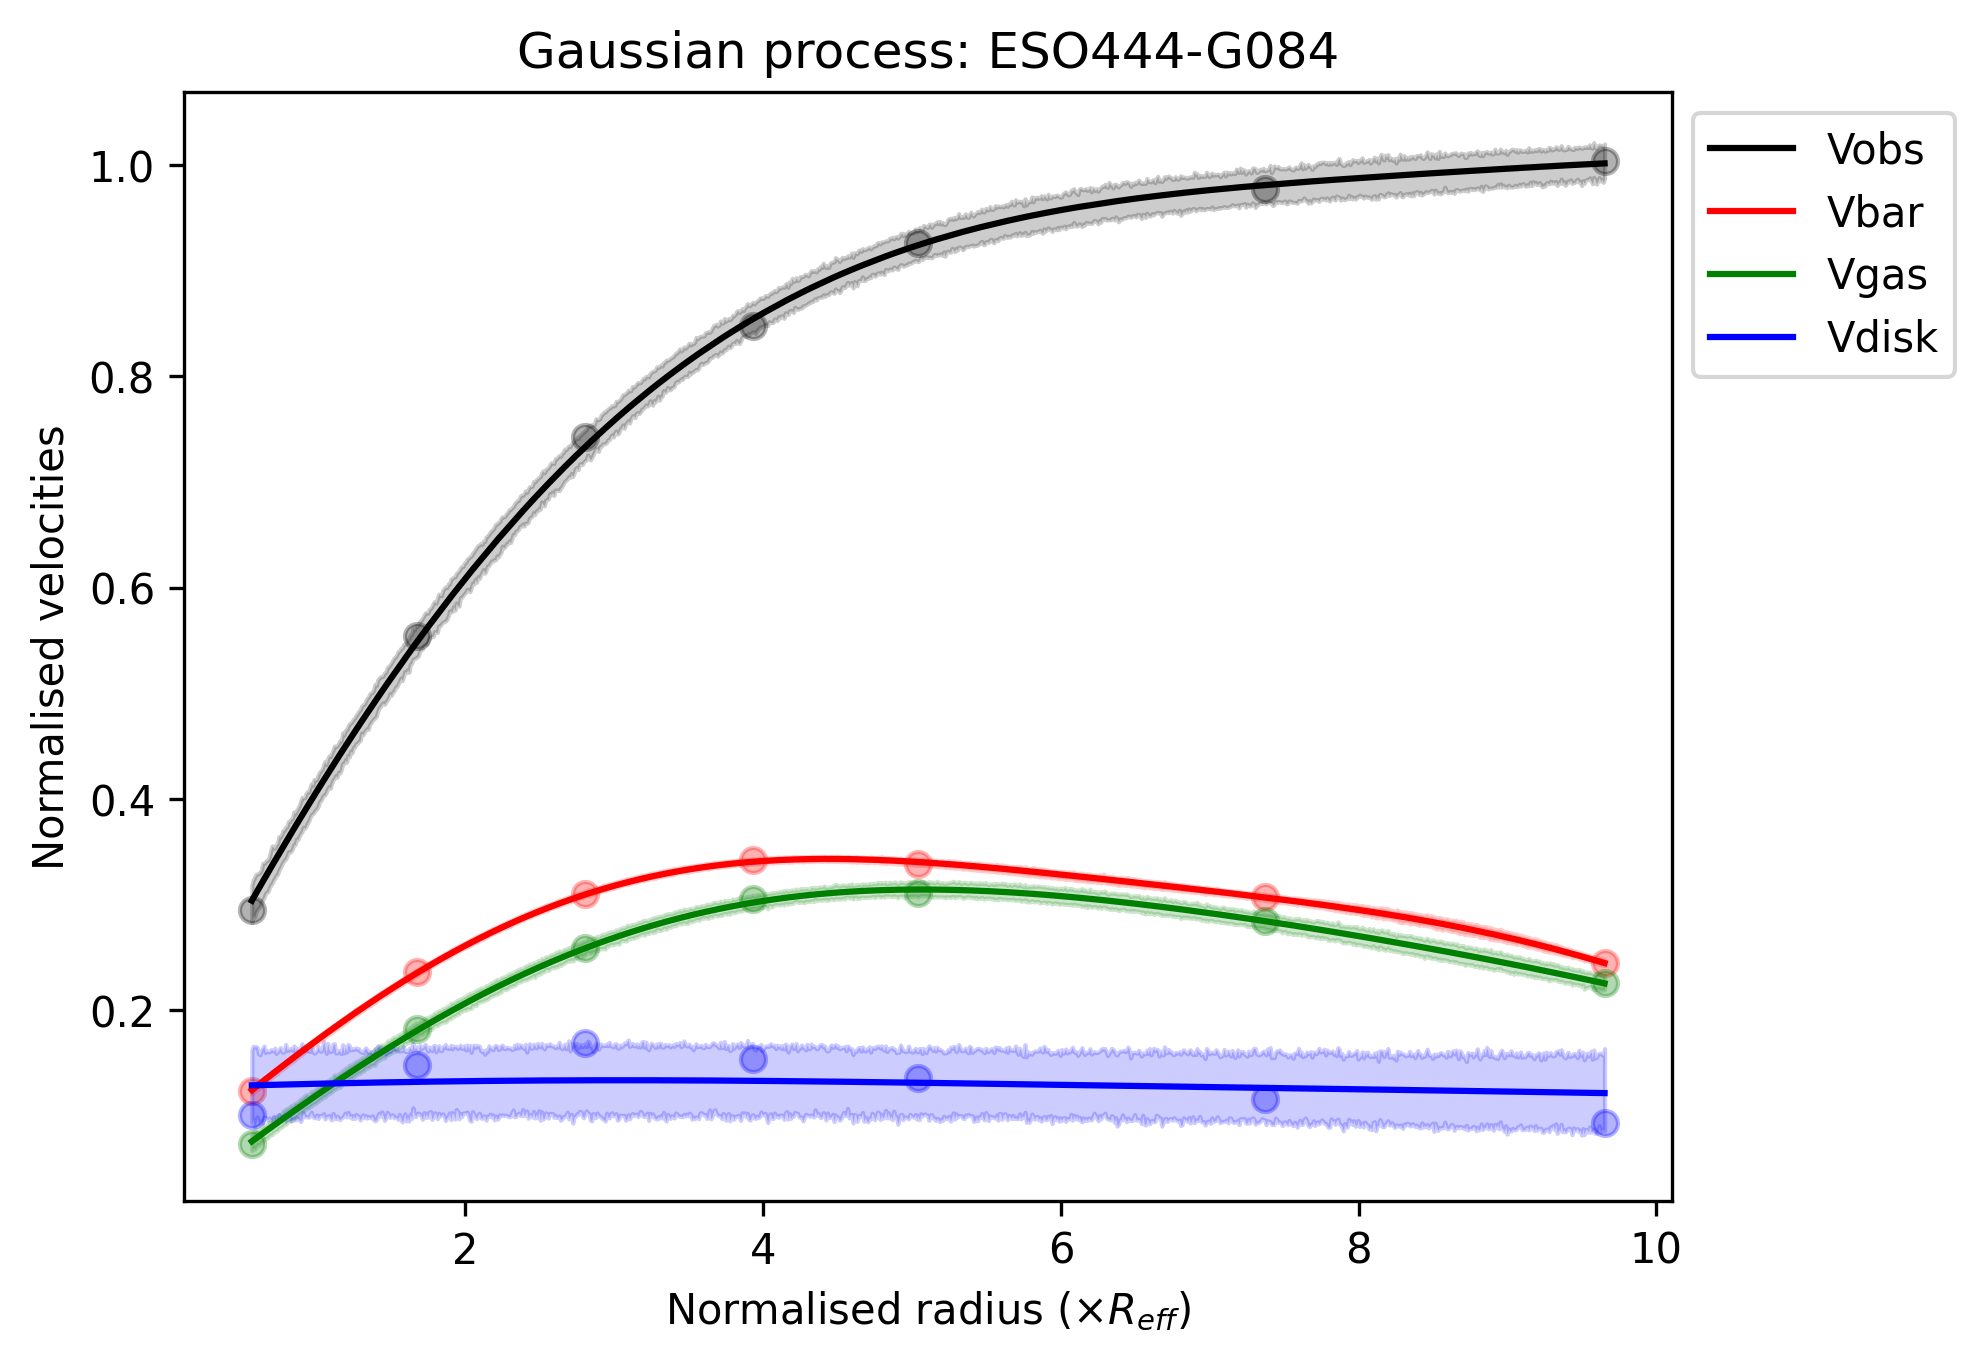 Gaussian process: ESO444-G084
Vobs
Vbar
Vgas
Vdisk
Normalised velocities
1.0
0.8
0.6
0.4
0.2
2 4 6 8 10
Normalised radius (×R_eff)